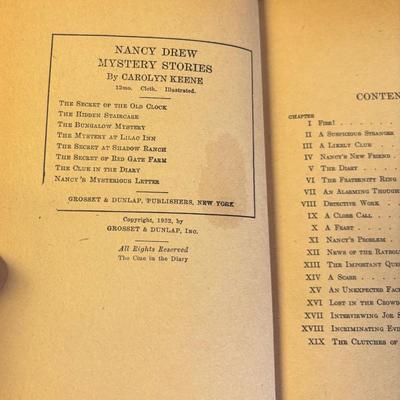 NANCY DREW
MYSTERY STORIES
By CAROLYN KEENE
12mo. Cloth. Illustrated.
The Secret of the Old Clock
The Hidden Staircase
The Bungalow Mystery
The Mystery at Lilac Inn
The Secret at Shadow Ranch
The Secret of Red Gate Farm
The Clue in the Diary
Nancy's Mysterious Letter
GROSSET & DUNLAP, PUBLISHERS, NEW YORK
Copyright, 1932, by
GROSSET & DUNLAP, Inc.
All Rights Reserved
The Clue in the Diary
CONTEN
CHAPTER
I Fire!
II A Suspicious Stranger
III A Likely Clue
IV Nancy's New Friend
V The Diary
VI The Fraternity Ring
VII An Alarming Though
VIII Detective Work
IX A Close Call
X A Feast
XI Nancy's Problem
XII News of the Raybol
XIII The Important Ques
XIV A Scare
XV An Unexpected Fac
XVI Lost in the Crowd
XVII Interviewing Joe S
XVIII Incriminating Evi
XIX The Clutches of